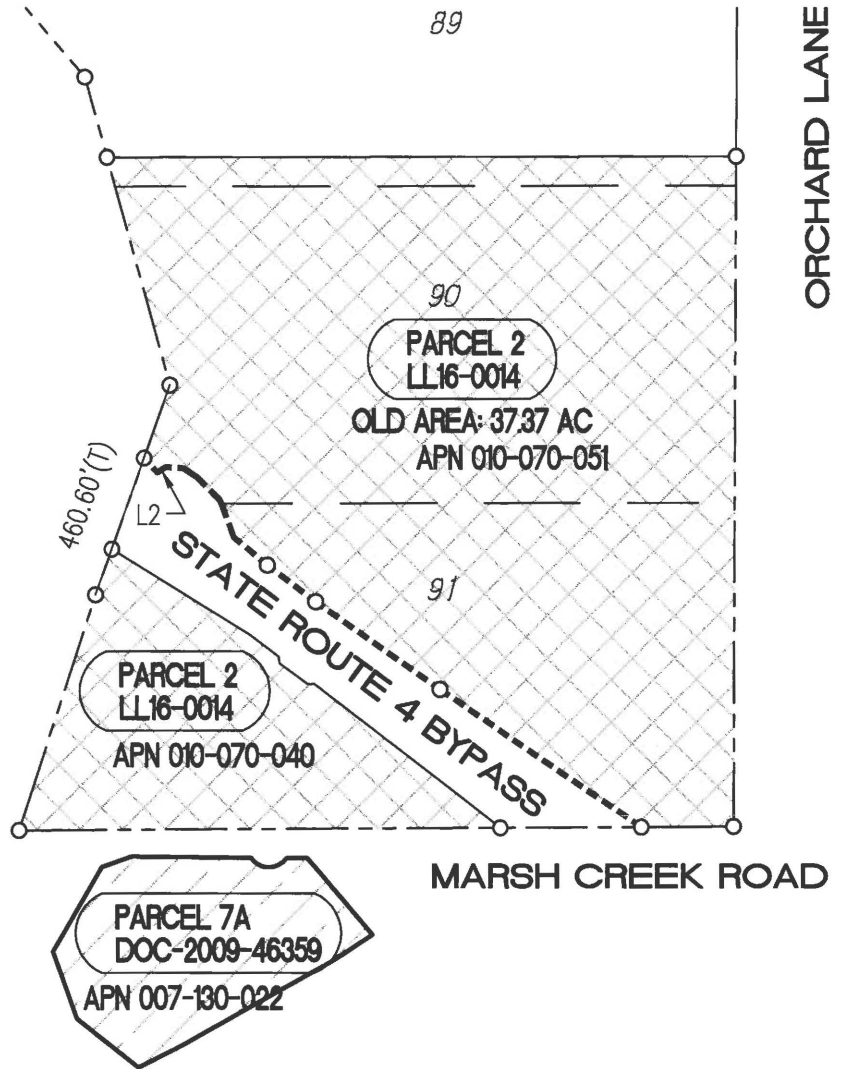 89
ORCHARD LANE
90
PARCEL 2
LL16-0014
OLD AREA: 37.37 AC
APN 010-070-051
460.60'(T)
L2
STATE ROUTE 4 BYPASS
91
PARCEL 2
LL16-0014
APN 010-070-040
MARSH CREEK ROAD
PARCEL 7A
DOC-2009-46359
APN 007-130-022